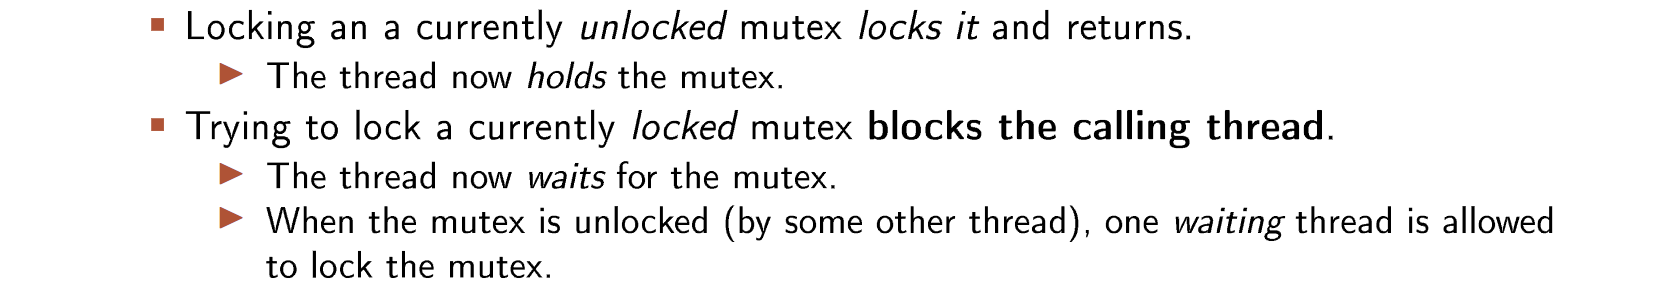 Locking an a currently unlocked mutex locks it and returns.
The thread now holds the mutex.
Trying to lock a currently locked mutex blocks the calling thread.
The thread now waits for the mutex.
When the mutex is unlocked (by some other thread), one waiting thread is allowed
to lock the mutex.